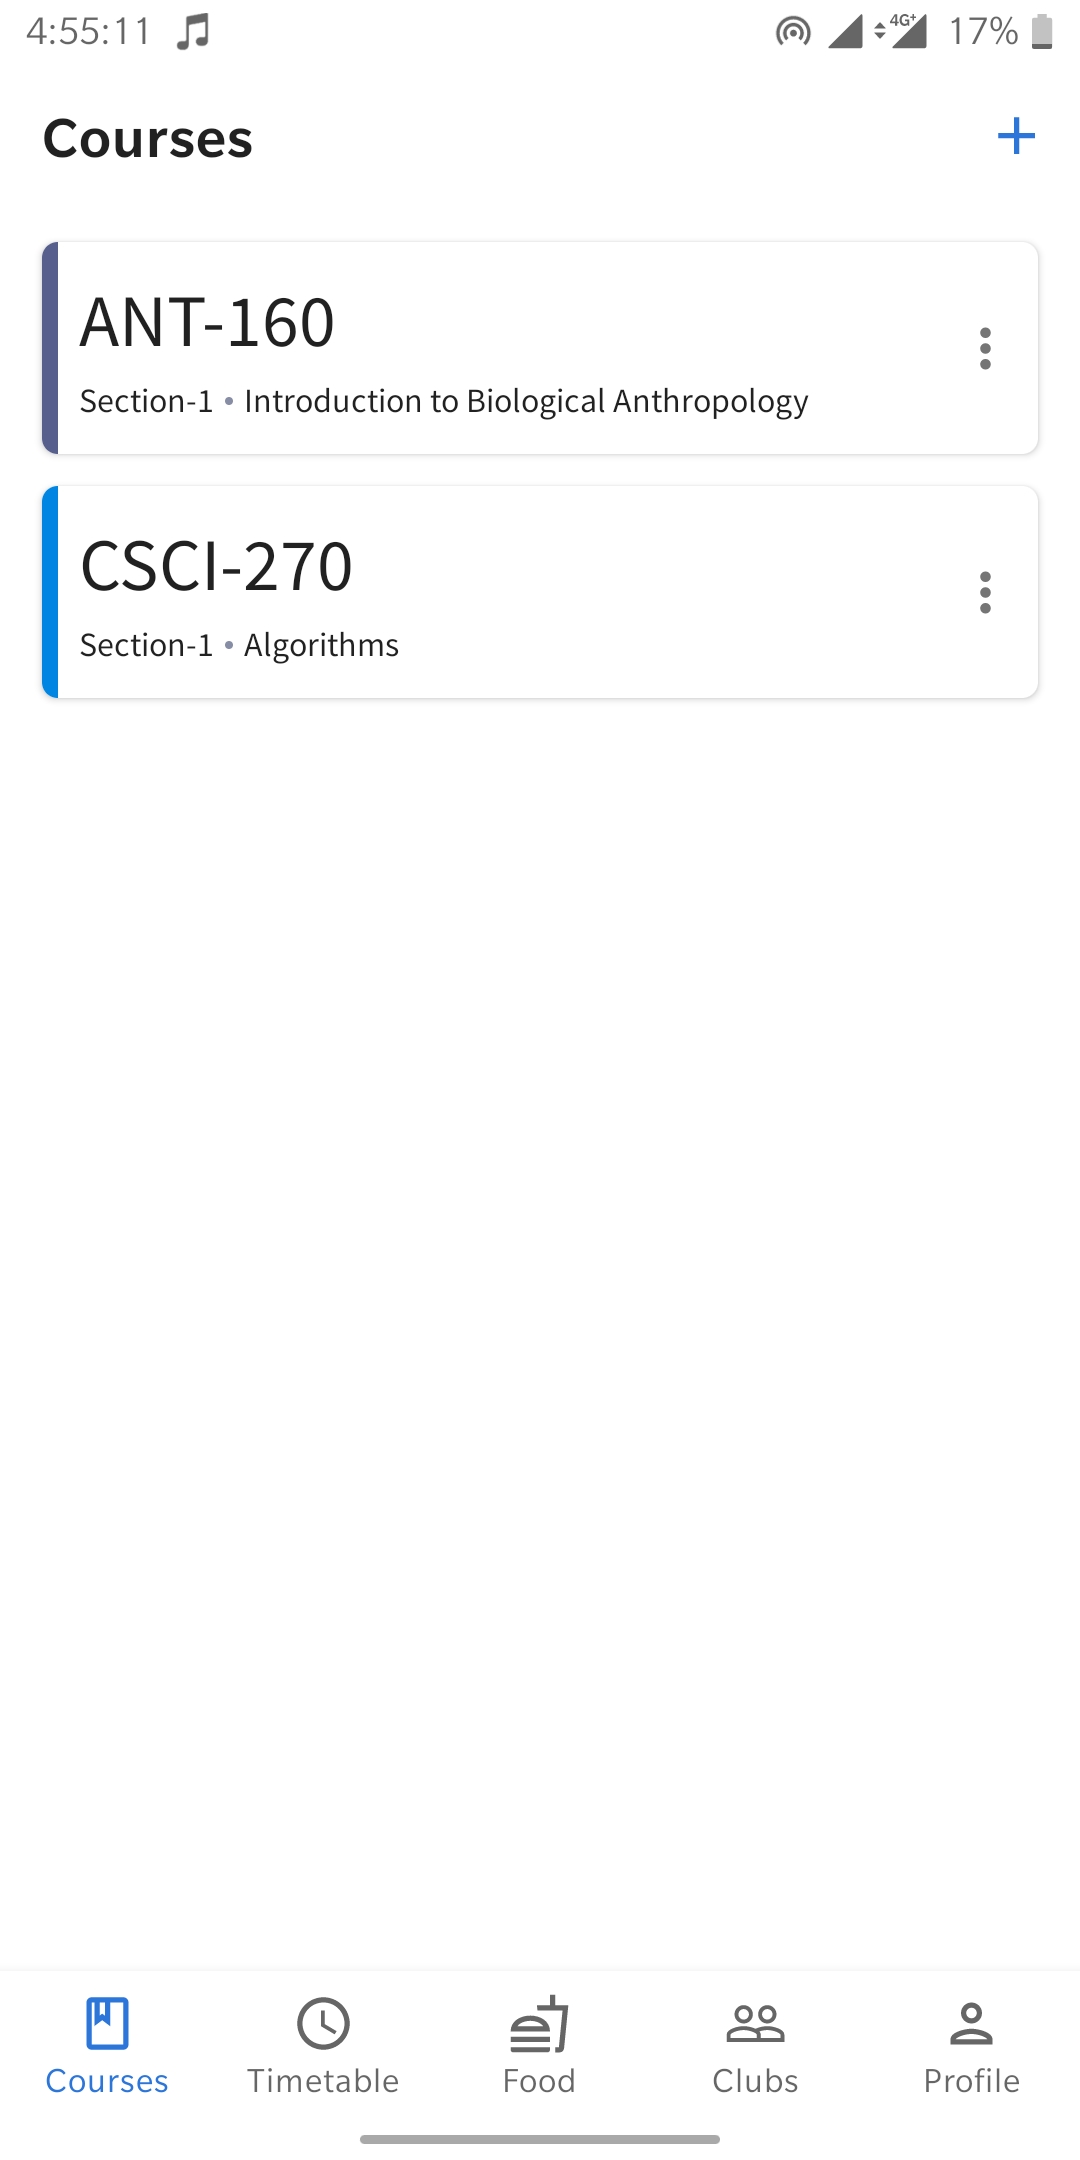 4:55:11 4G+ 17%
Courses
ANT-160
Section-1 • Introduction to Biological Anthropology
CSCI-270
Section-1 • Algorithms
Courses Timetable Food Clubs Profile